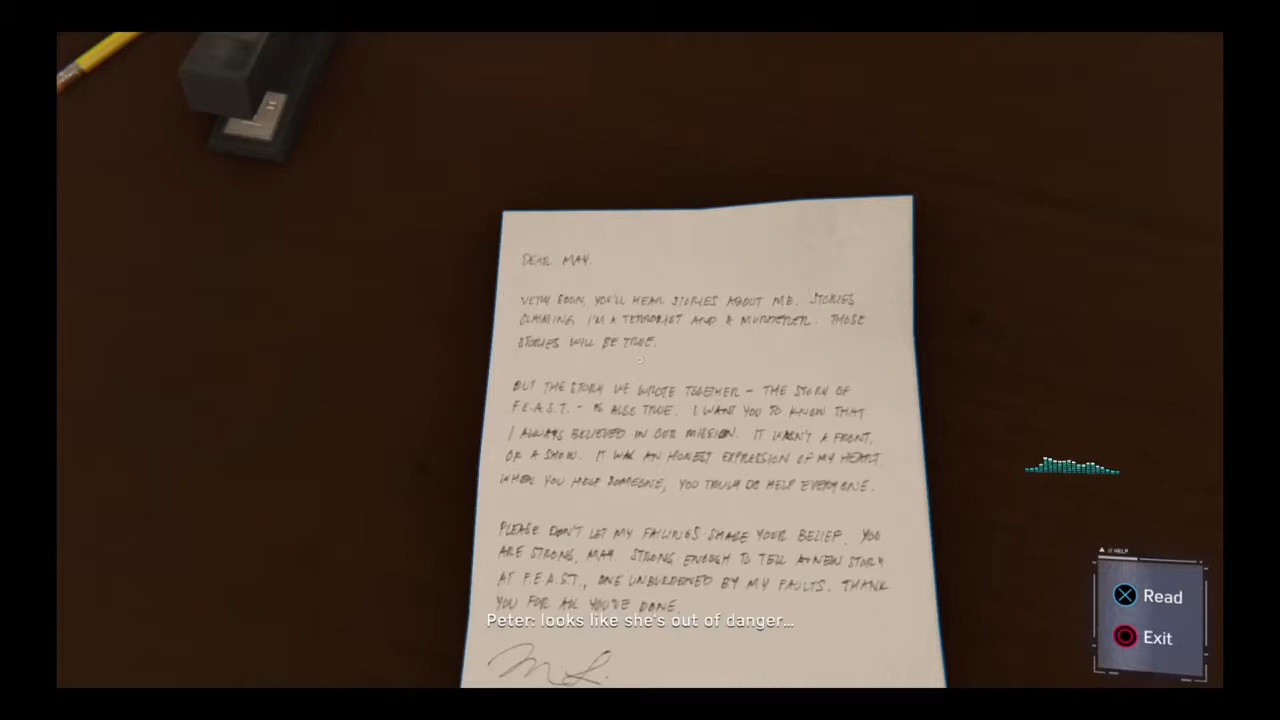 DEAR MAY.
VERY SOON, YOU'LL HEAR STORIES ABOUT ME. STORIES
CLAIMING I'M A TERRORIST AND A MURDERER. THOSE
STORIES WILL BE TRUE.
BUT THE STORY WE WROTE TOGETHER - THE STORY OF
F.E.A.S.T. - IS ALSO TRUE. I WANT YOU TO KNOW THAT
I ALWAYS BELIEVED IN OUR MISSION. IT WASN'T A FRONT,
OR A SHOW. IT WAS AN HONEST EXPRESSION OF MY HEART.
WHEN YOU HELP SOMEONE, YOU TRULY DO HELP EVERYONE.
PLEASE DON'T LET MY FAILINGS SHAKE YOUR BELIEF. YOU
ARE STRONG, MAY. STRONG ENOUGH TO TELL A NEW STORY
AT F.E.A.S.T., ONE UNBURDENED BY MY FAULTS. THANK
YOU FOR ALL YOU'VE DONE.
Peter: looks like she's out of danger...
M L.
// HELP
Read
Exit